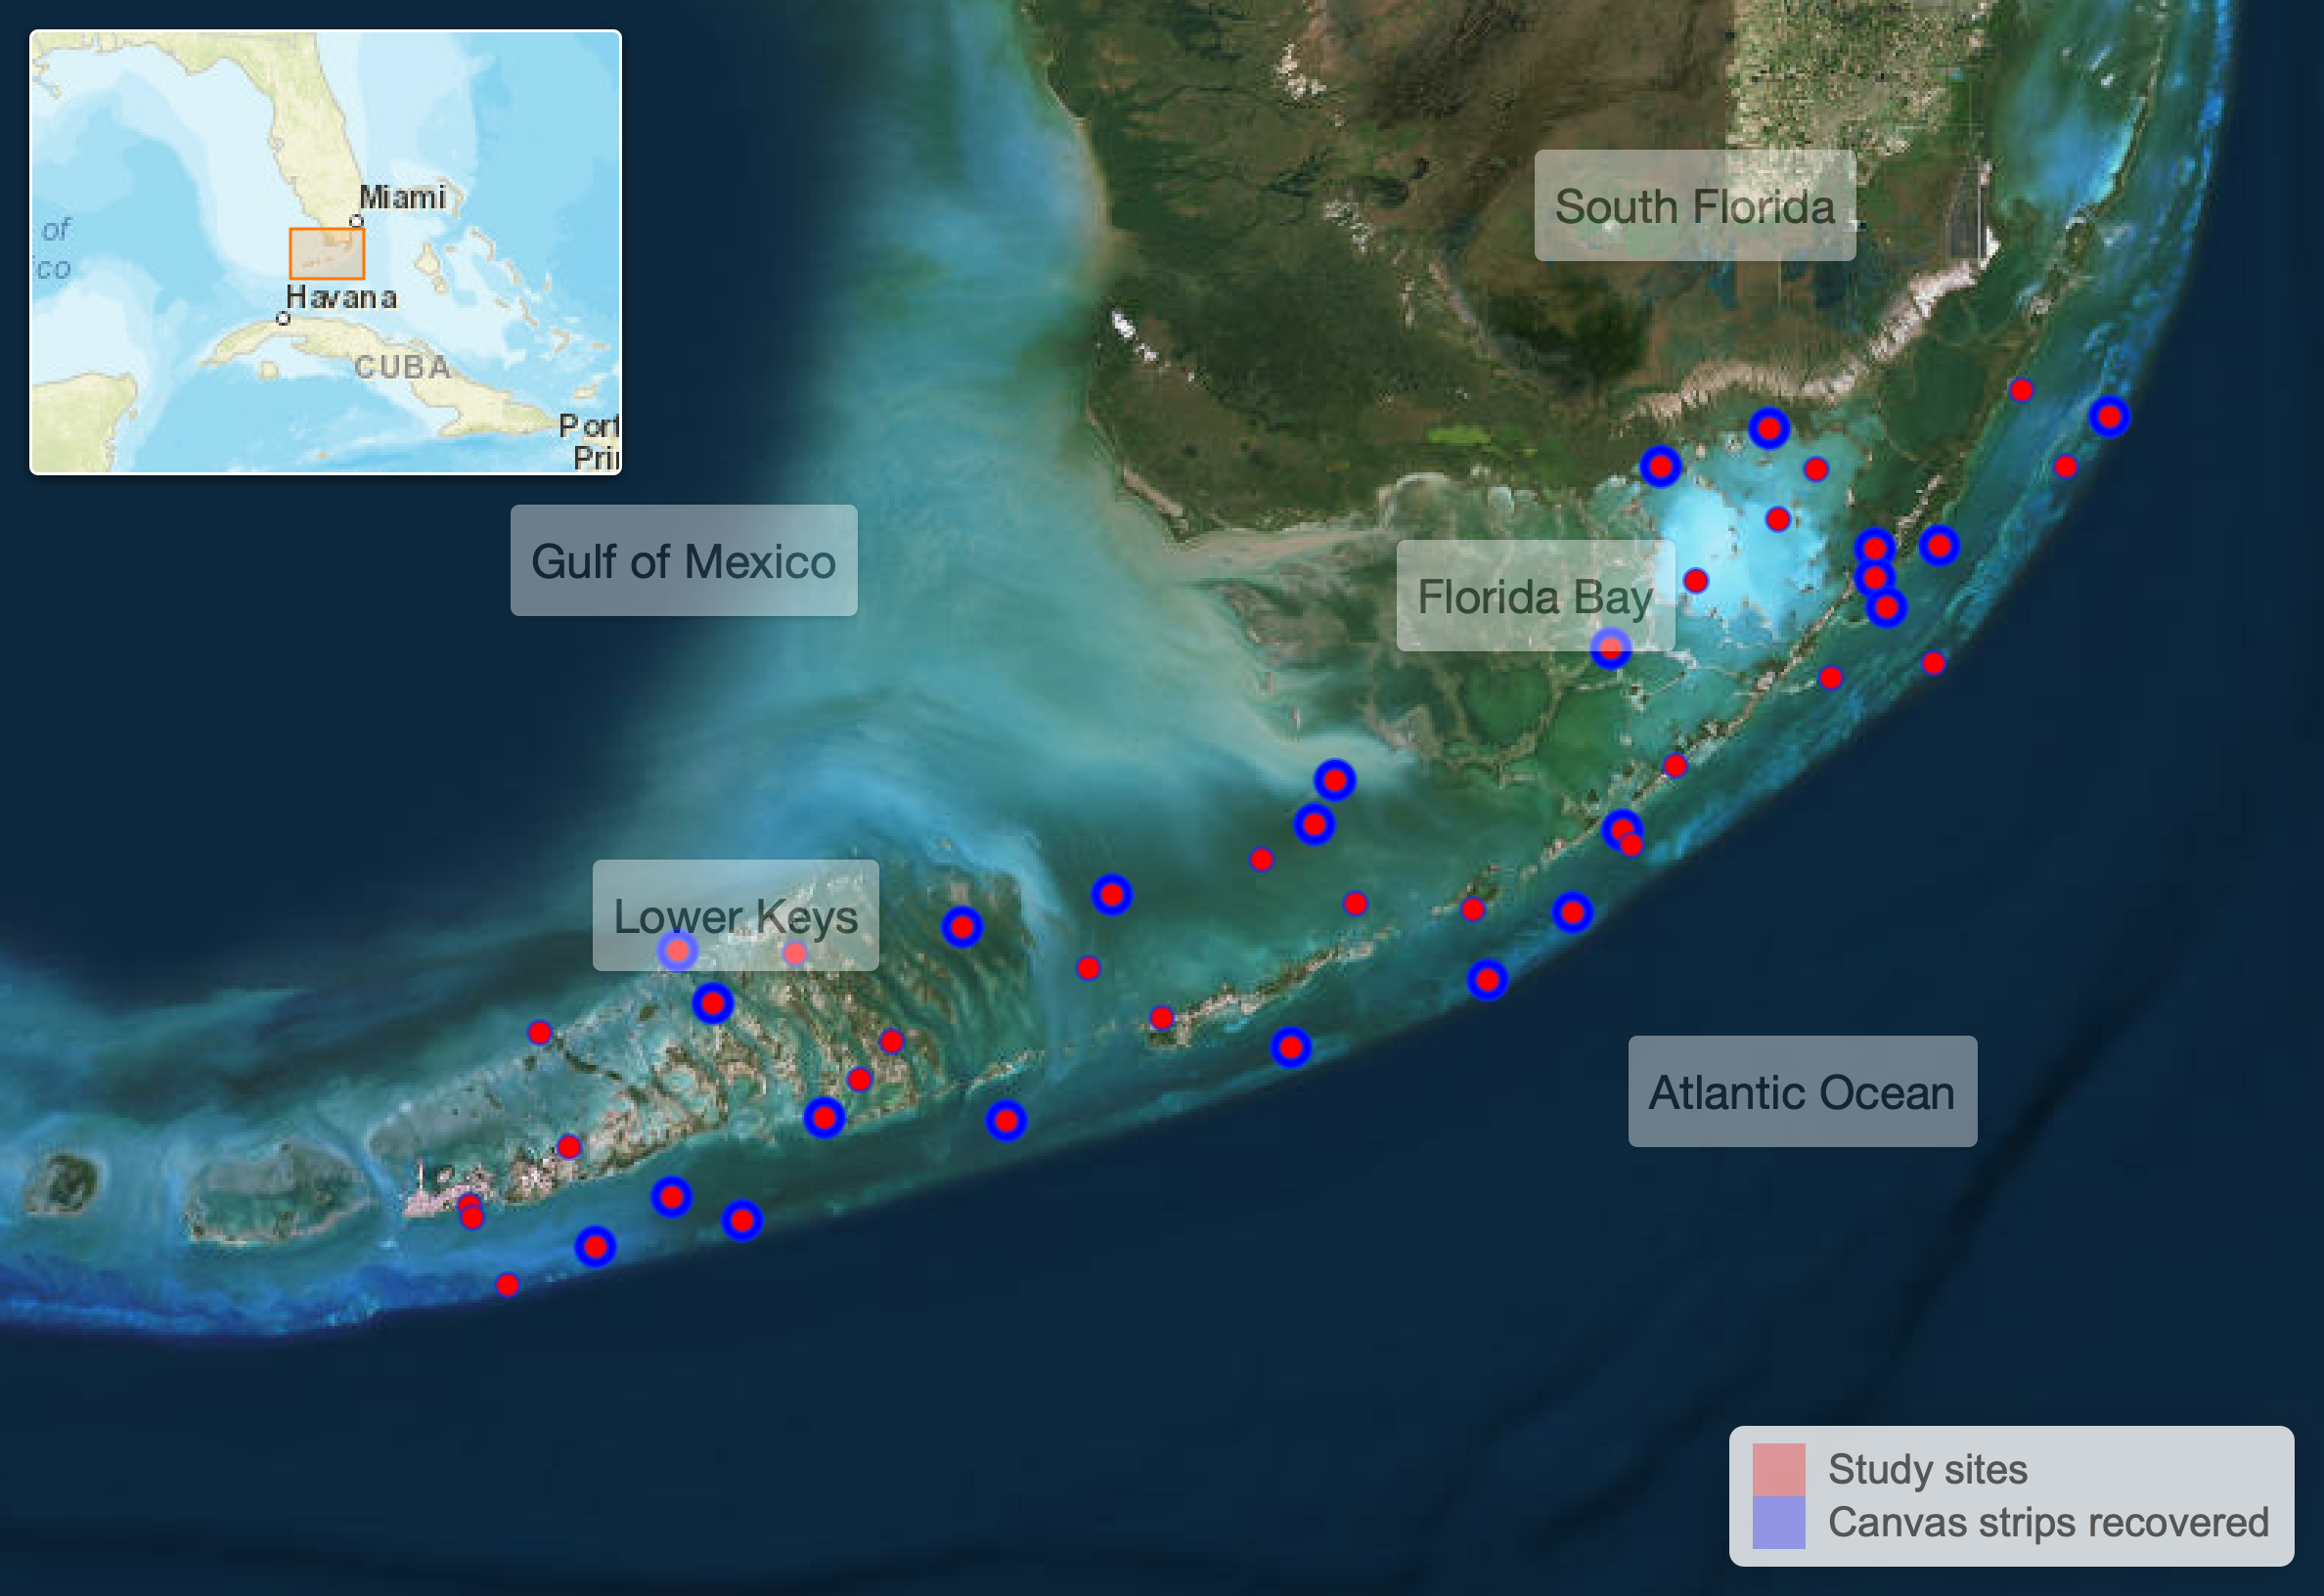 Miami
of
ico
Havana
CUBA
Port
Pri
South Florida
Gulf of Mexico
Florida Bay
Lower Keys
Atlantic Ocean
Study sites
Canvas strips recovered